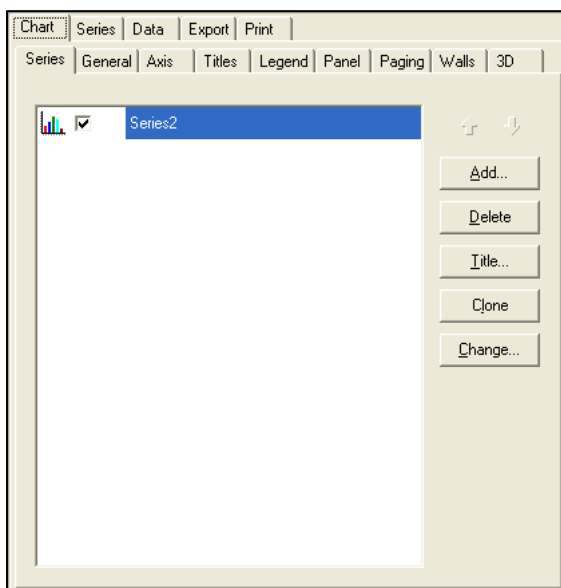 Chart Series Data Export Print
Series General Axis Titles Legend Panel Paging Walls 3D
Series2
Add...
Delete
Title...
Clone
Change...